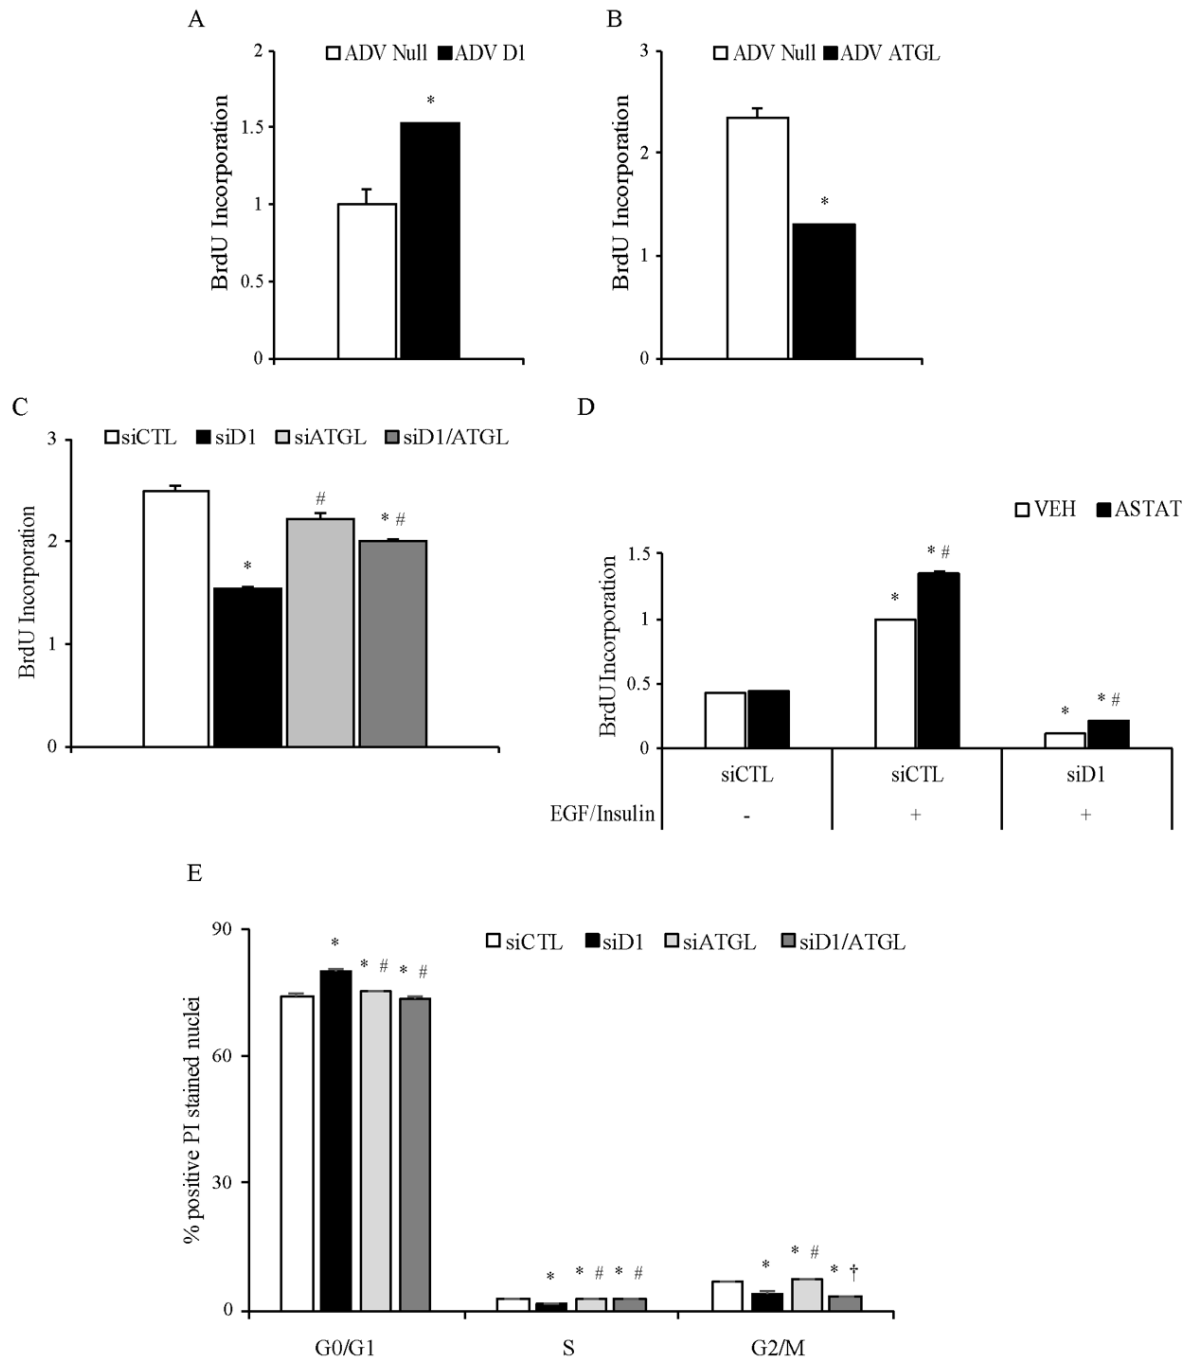 A
ADV Null ADV D1
BrdU Incorporation
2
1.5
1
0.5
0
*
B
ADV Null ADV ATGL
BrdU Incorporation
3
2
1
0
*
C
siCTL siD1 siATGL siD1/ATGL
BrdU Incorporation
3
2
1
0
*
#
* #
D
VEH ASTAT
BrdU Incorporation
1.5
1
0.5
0
*
* #
*
* #
siCTL siCTL siD1
EGF/Insulin - + +
E
siCTL siD1 siATGL siD1/ATGL
% positive PI stained nuclei
90
60
30
0
*
* #
* #
*
* #
* #
*
* #
* †
G0/G1 S G2/M